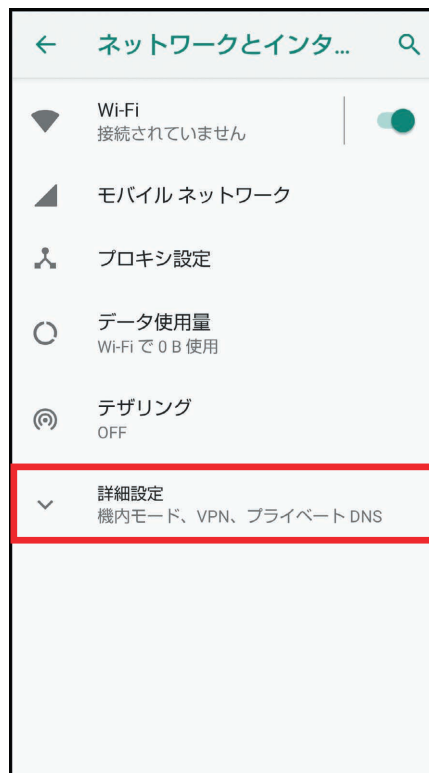 ネットワークとインタ...
Wi-Fi
接続されていません
モバイル ネットワーク
プロキシ設定
データ使用量
Wi-Fi で 0 B 使用
テザリング
OFF
詳細設定
機内モード、VPN、プライベート DNS